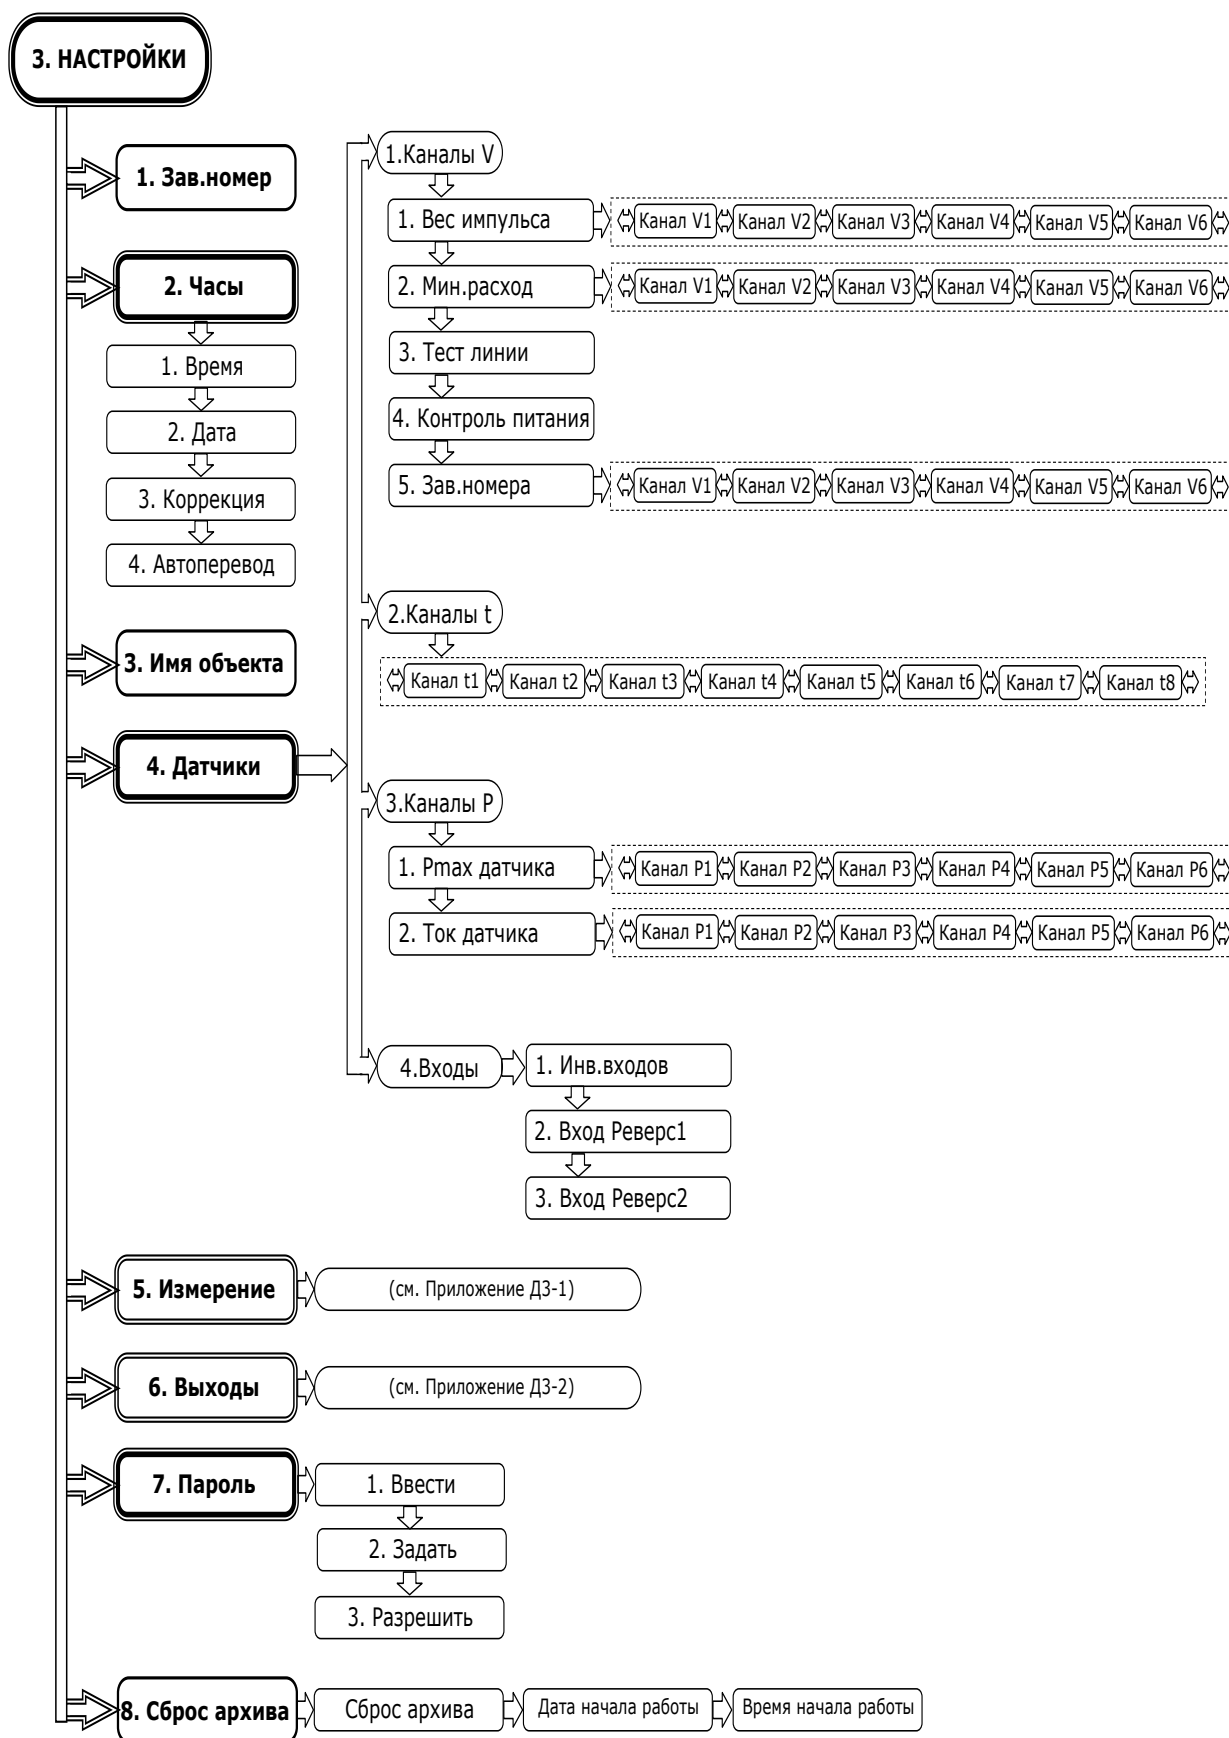 3. НАСТРОЙКИ
1. Зав.номер
2. Часы
1. Время
2. Дата
3. Коррекция
4. Автоперевод
3. Имя объекта
4. Датчики
1.Каналы V
1. Вес импульса
Канал V1 Канал V2 Канал V3 Канал V4 Канал V5 Канал V6
2. Мин.расход
Канал V1 Канал V2 Канал V3 Канал V4 Канал V5 Канал V6
3. Тест линии
4. Контроль питания
5. Зав.номера
Канал V1 Канал V2 Канал V3 Канал V4 Канал V5 Канал V6
2.Каналы t
Канал t1 Канал t2 Канал t3 Канал t4 Канал t5 Канал t6 Канал t7 Канал t8
3.Каналы P
1. Pmax датчика
Канал P1 Канал P2 Канал P3 Канал P4 Канал P5 Канал P6
2. Ток датчика
Канал P1 Канал P2 Канал P3 Канал P4 Канал P5 Канал P6
4.Входы
1. Инв.входов
2. Вход Реверс1
3. Вход Реверс2
5. Измерение
(см. Приложение Д3-1)
6. Выходы
(см. Приложение Д3-2)
7. Пароль
1. Ввести
2. Задать
3. Разрешить
8. Сброс архива
Сброс архива
Дата начала работы
Время начала работы